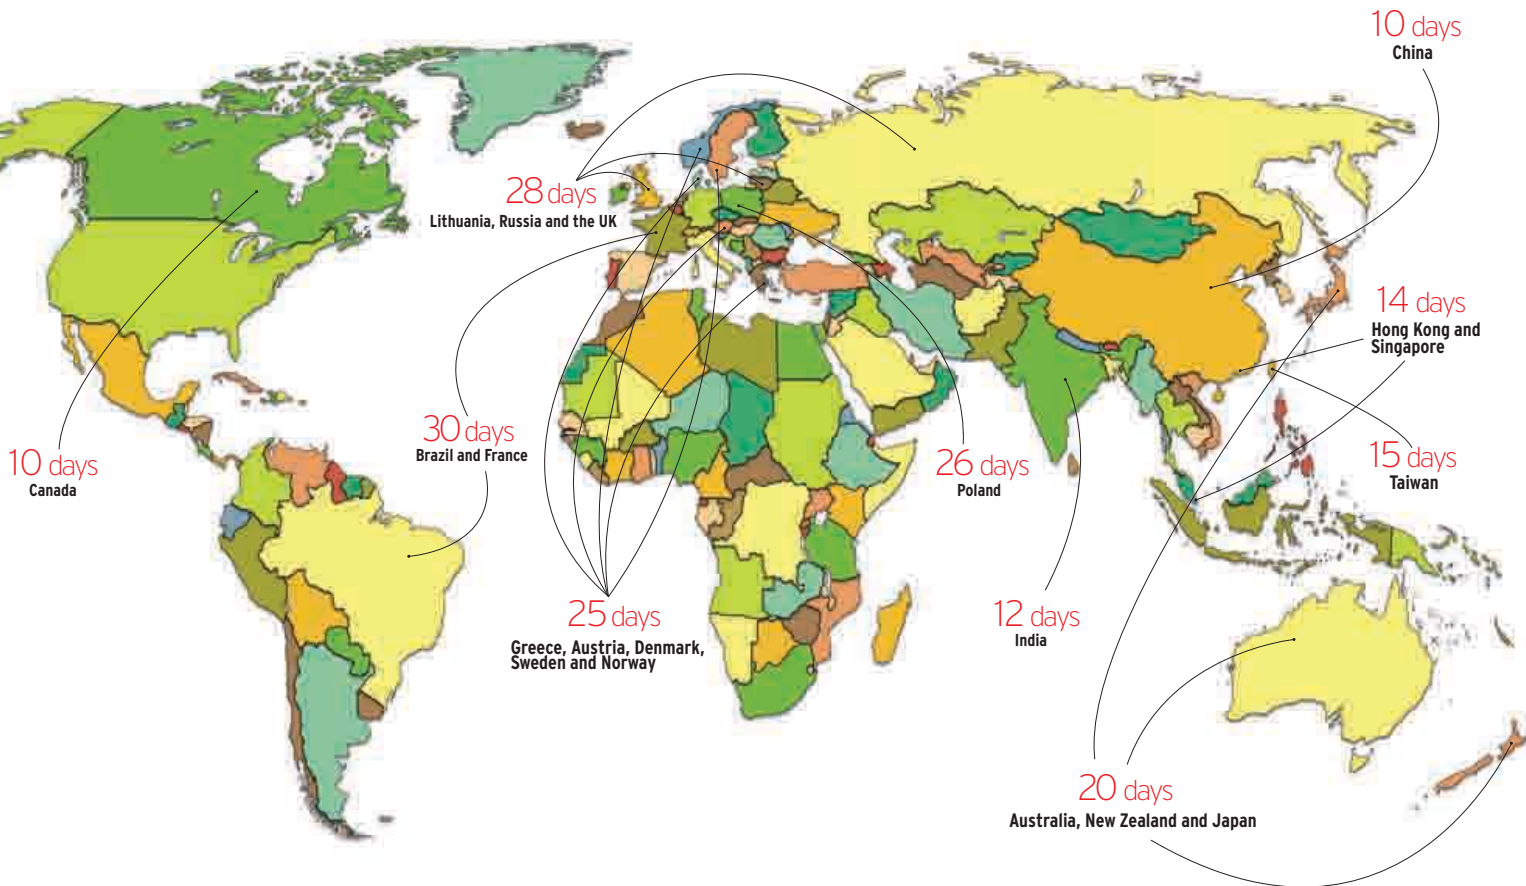 10 days
China
28 days
Lithuania, Russia and the UK
14 days
Hong Kong and
Singapore
30 days
Brazil and France
10 days
Canada
26 days
Poland
15 days
Taiwan
25 days
Greece, Austria, Denmark,
Sweden and Norway
12 days
India
20 days
Australia, New Zealand and Japan